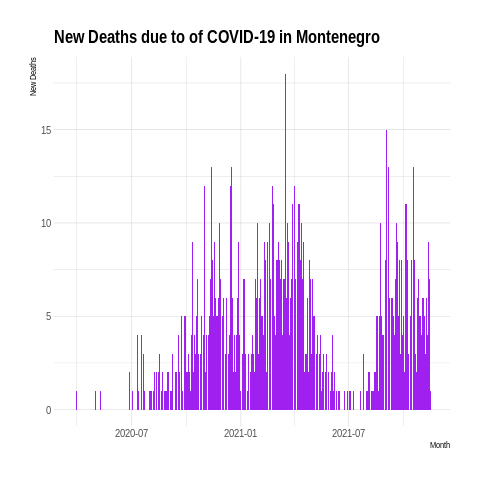 New Deaths due to of COVID-19 in Montenegro
New Deaths
15
10
5
0
2020-07 2021-01 2021-07
Month